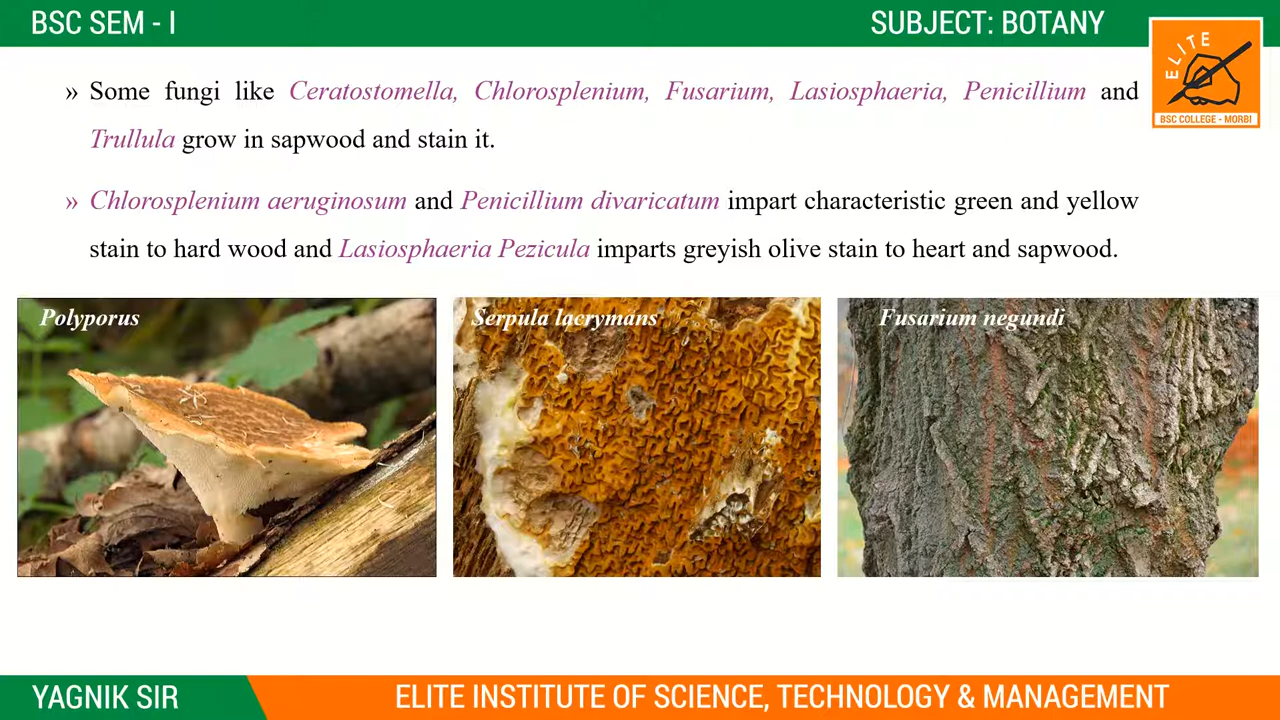 BSC SEM - I
SUBJECT: BOTANY
ELITE
BSC COLLEGE - MORBI
» Some fungi like Ceratostomella, Chlorosplenium, Fusarium, Lasiosphaeria, Penicillium and
Trullula grow in sapwood and stain it.
» Chlorosplenium aeruginosum and Penicillium divaricatum impart characteristic green and yellow
stain to hard wood and Lasiosphaeria Pezicula imparts greyish olive stain to heart and sapwood.
Polyporus
Serpula lacrymans
Fusarium negundi
YAGNIK SIR
ELITE INSTITUTE OF SCIENCE, TECHNOLOGY & MANAGEMENT